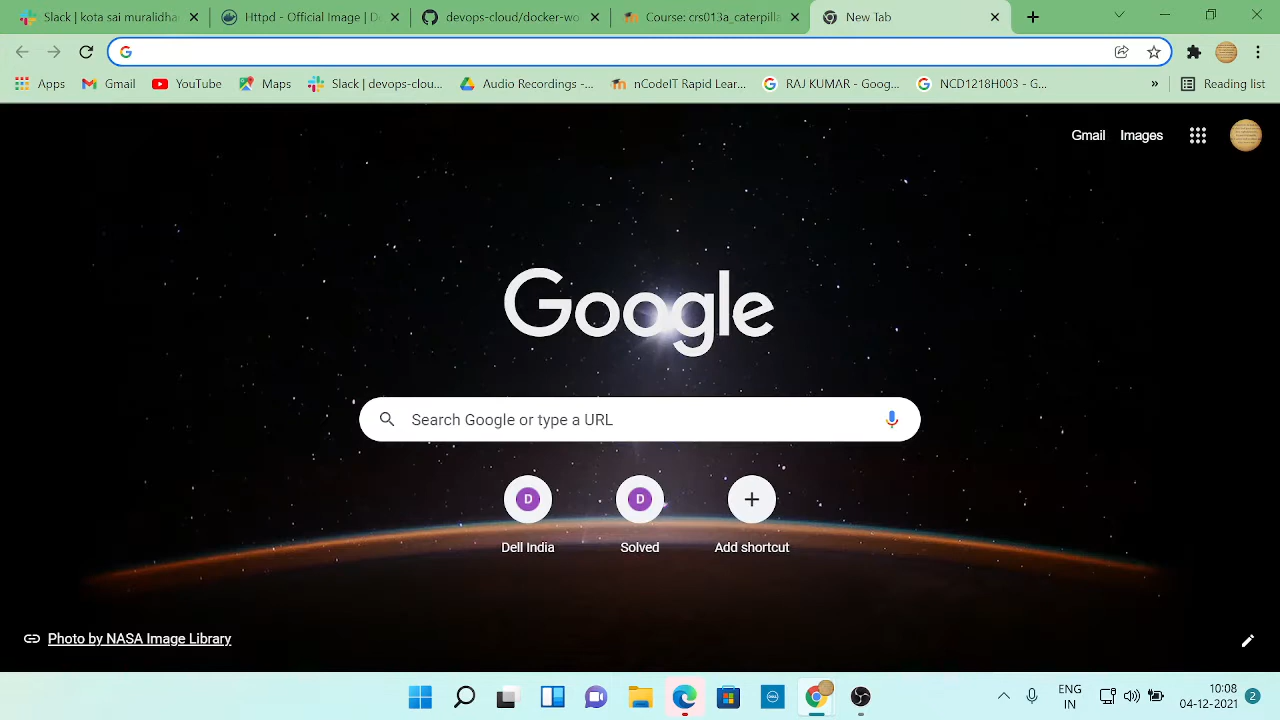 Slack | kota sai muralidha
Httpd - Official Image | D
devops-cloud/docker-wo
Course: crs013a_caterpilla
New Tab
Apps
Gmail
YouTube
Maps
Slack | devops-clou...
Audio Recordings -...
nCodeIT Rapid Lear...
RAJ KUMAR - Goog...
NCD1218H003 - G...
»
Reading list
Gmail
Images
Google
Search Google or type a URL
D
D
Dell India
Solved
Add shortcut
Photo by NASA Image Library
DELL
ENG
IN
10:08
04-12-2021
2